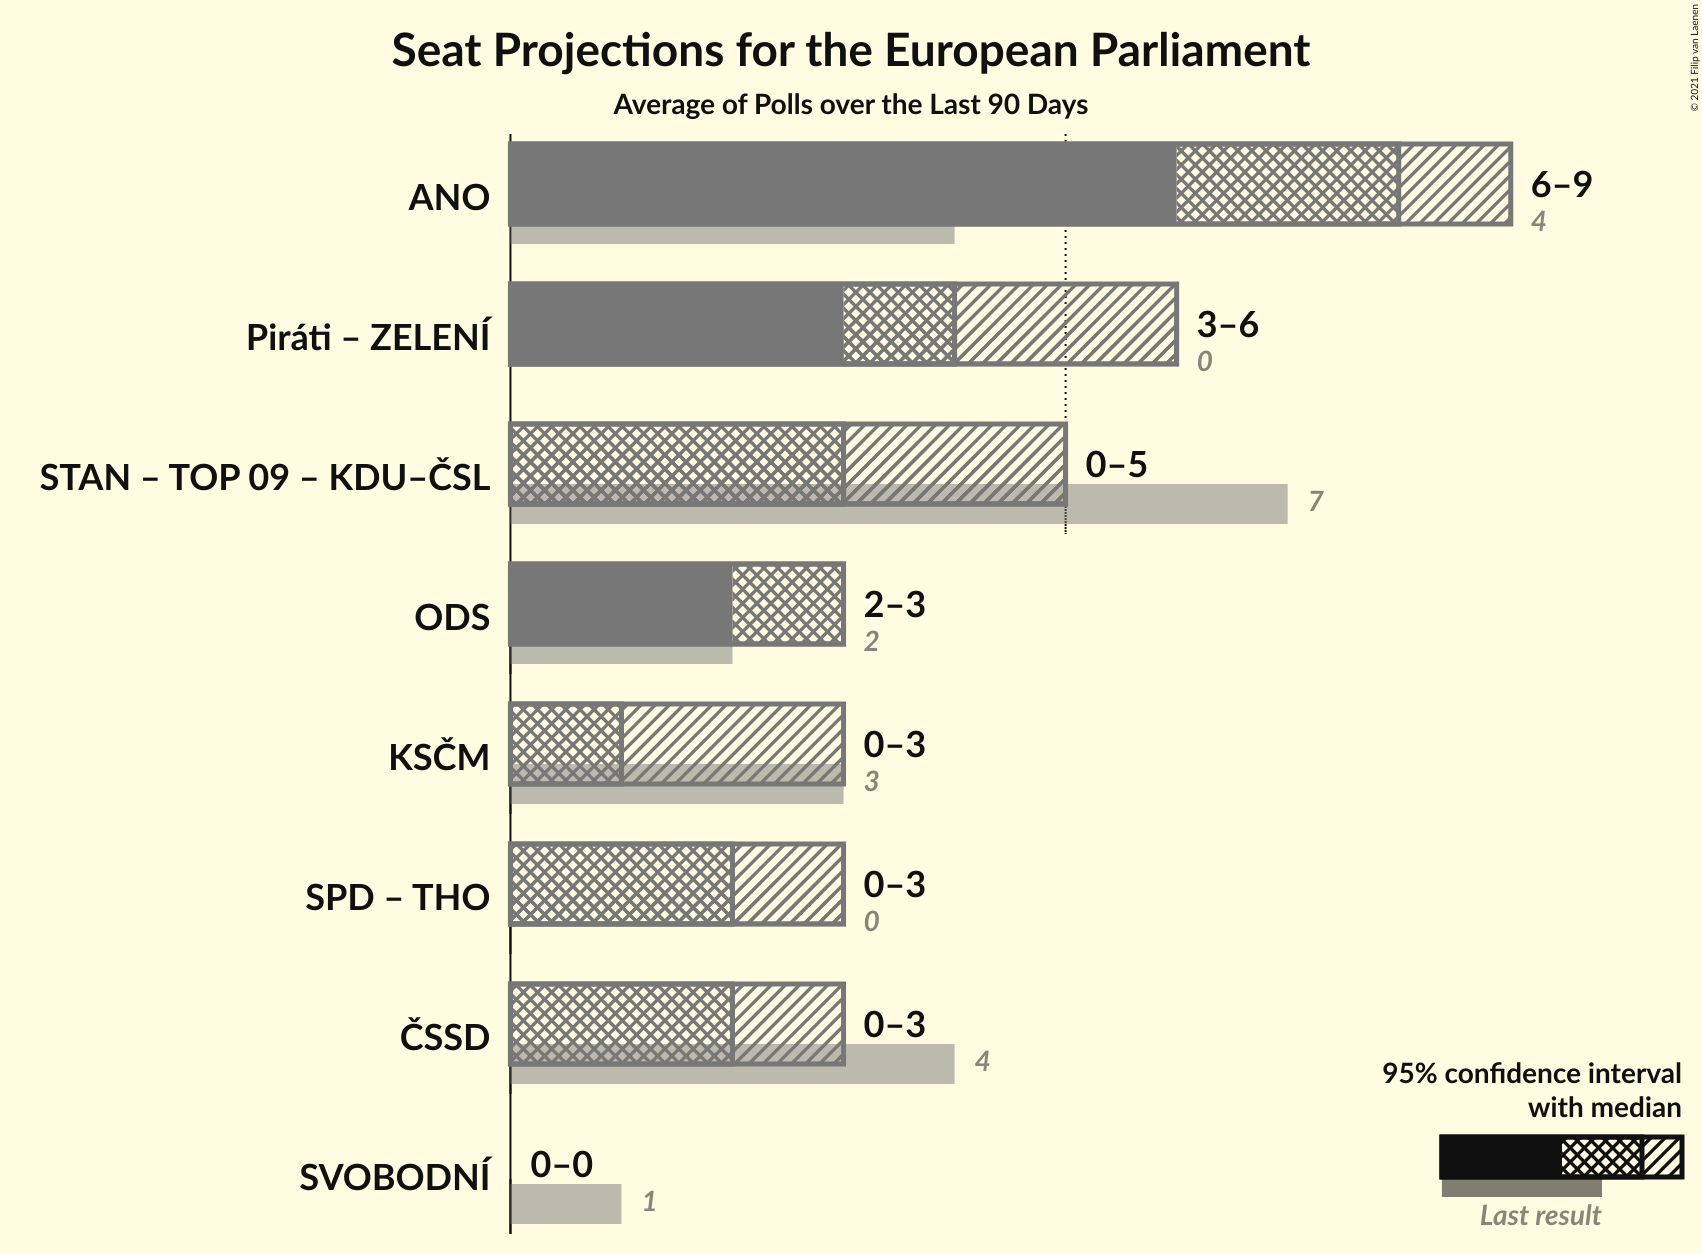 Seat Projections for the European Parliament
Average of Polls over the Last 90 Days
© 2021 Filip van Laenen
ANO
6–9
4
Piráti – ZELENÍ
3–6
0
STAN – TOP 09 – KDU–ČSL
0–5
7
ODS
2–3
2
KSČM
0–3
3
SPD – THO
0–3
0
ČSSD
0–3
4
SVOBODNÍ
0–0
1
95% confidence interval
with median
Last result